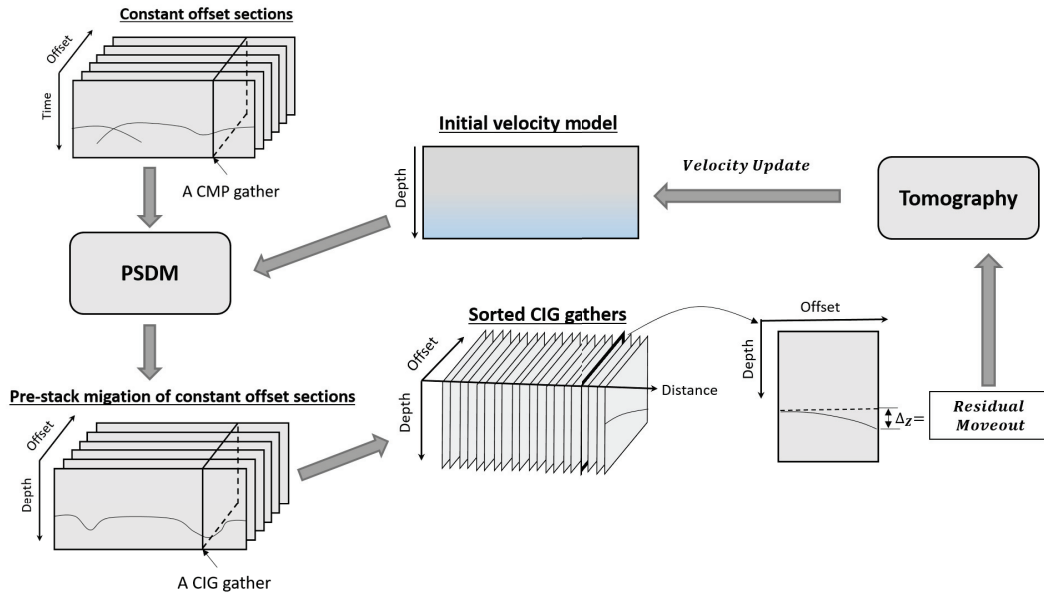 Constant offset sections
Offset
Time
A CMP gather
PSDM
Initial velocity model
Depth
Velocity Update
Tomography
Pre-stack migation of constant offset sections
Offset
Depth
A CIG gather
Sorted CIG gathers
Offset
Distance
Depth
Offset
Depth
Δz=
Residual
Moveout